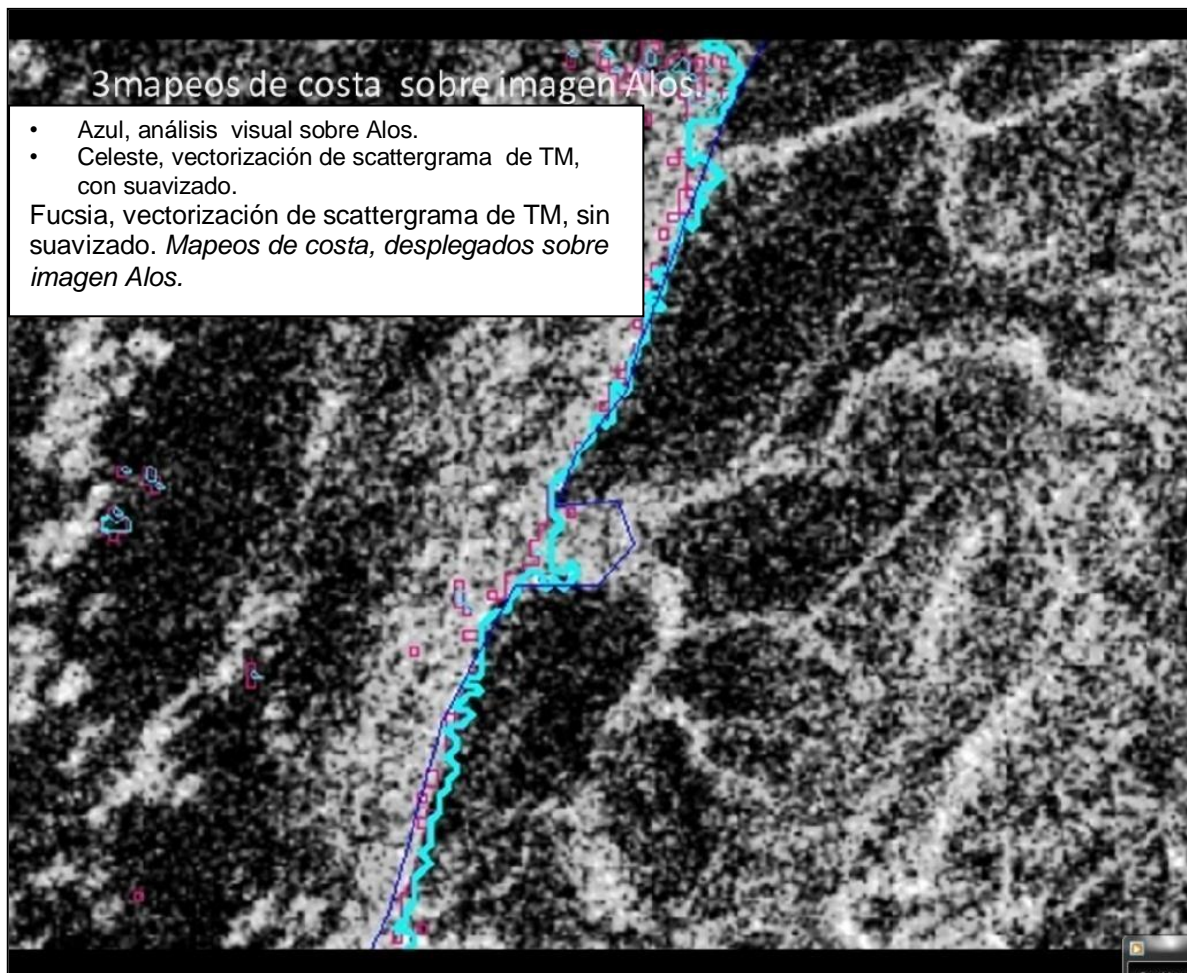 3mapeos de costa sobre imagen Alos.
• Azul, análisis visual sobre Alos.
• Celeste, vectorización de scattergrama de TM,
con suavizado.
Fucsia, vectorización de scattergrama de TM, sin
suavizado. Mapeos de costa, desplegados sobre
imagen Alos.